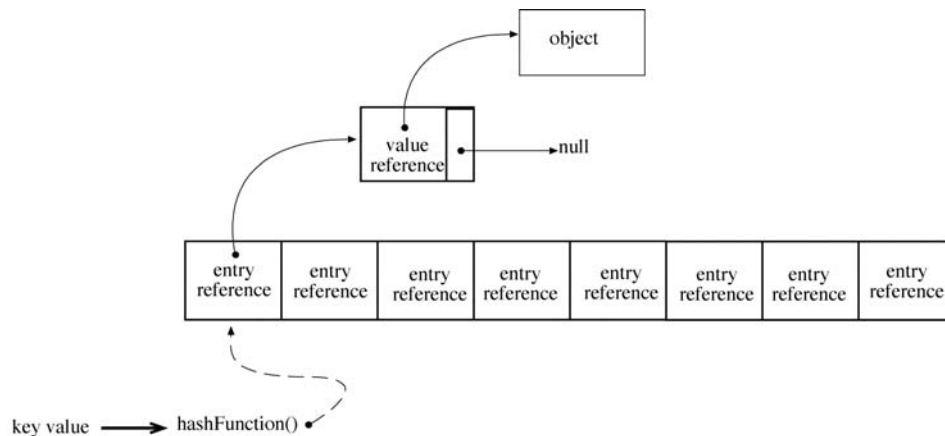 object
value
reference
null
entry entry entry entry entry entry entry entry
reference reference reference reference reference reference reference reference
key value hashFunction()